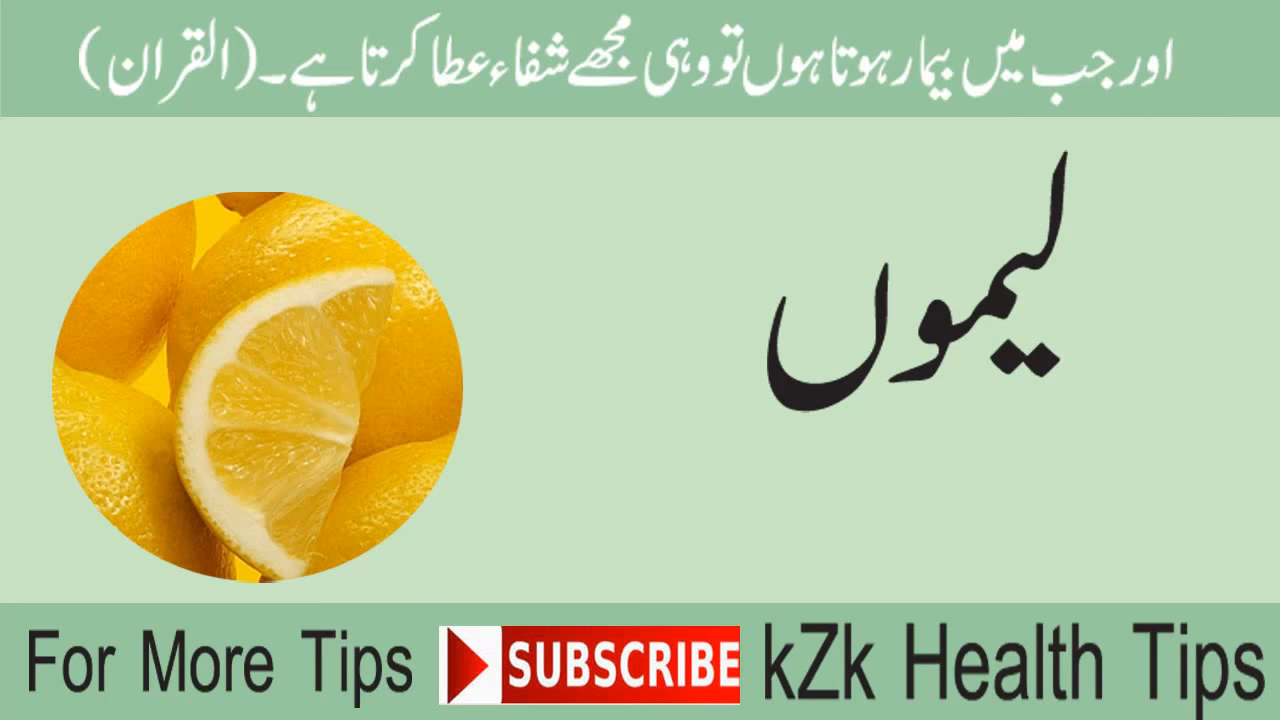 اور جب میں بیمار ہوتا ہوں تو وہی مجھے شفاء عطا کرتا ہے۔ (القران)
لیموں
For More Tips SUBSCRIBE kZk Health Tips